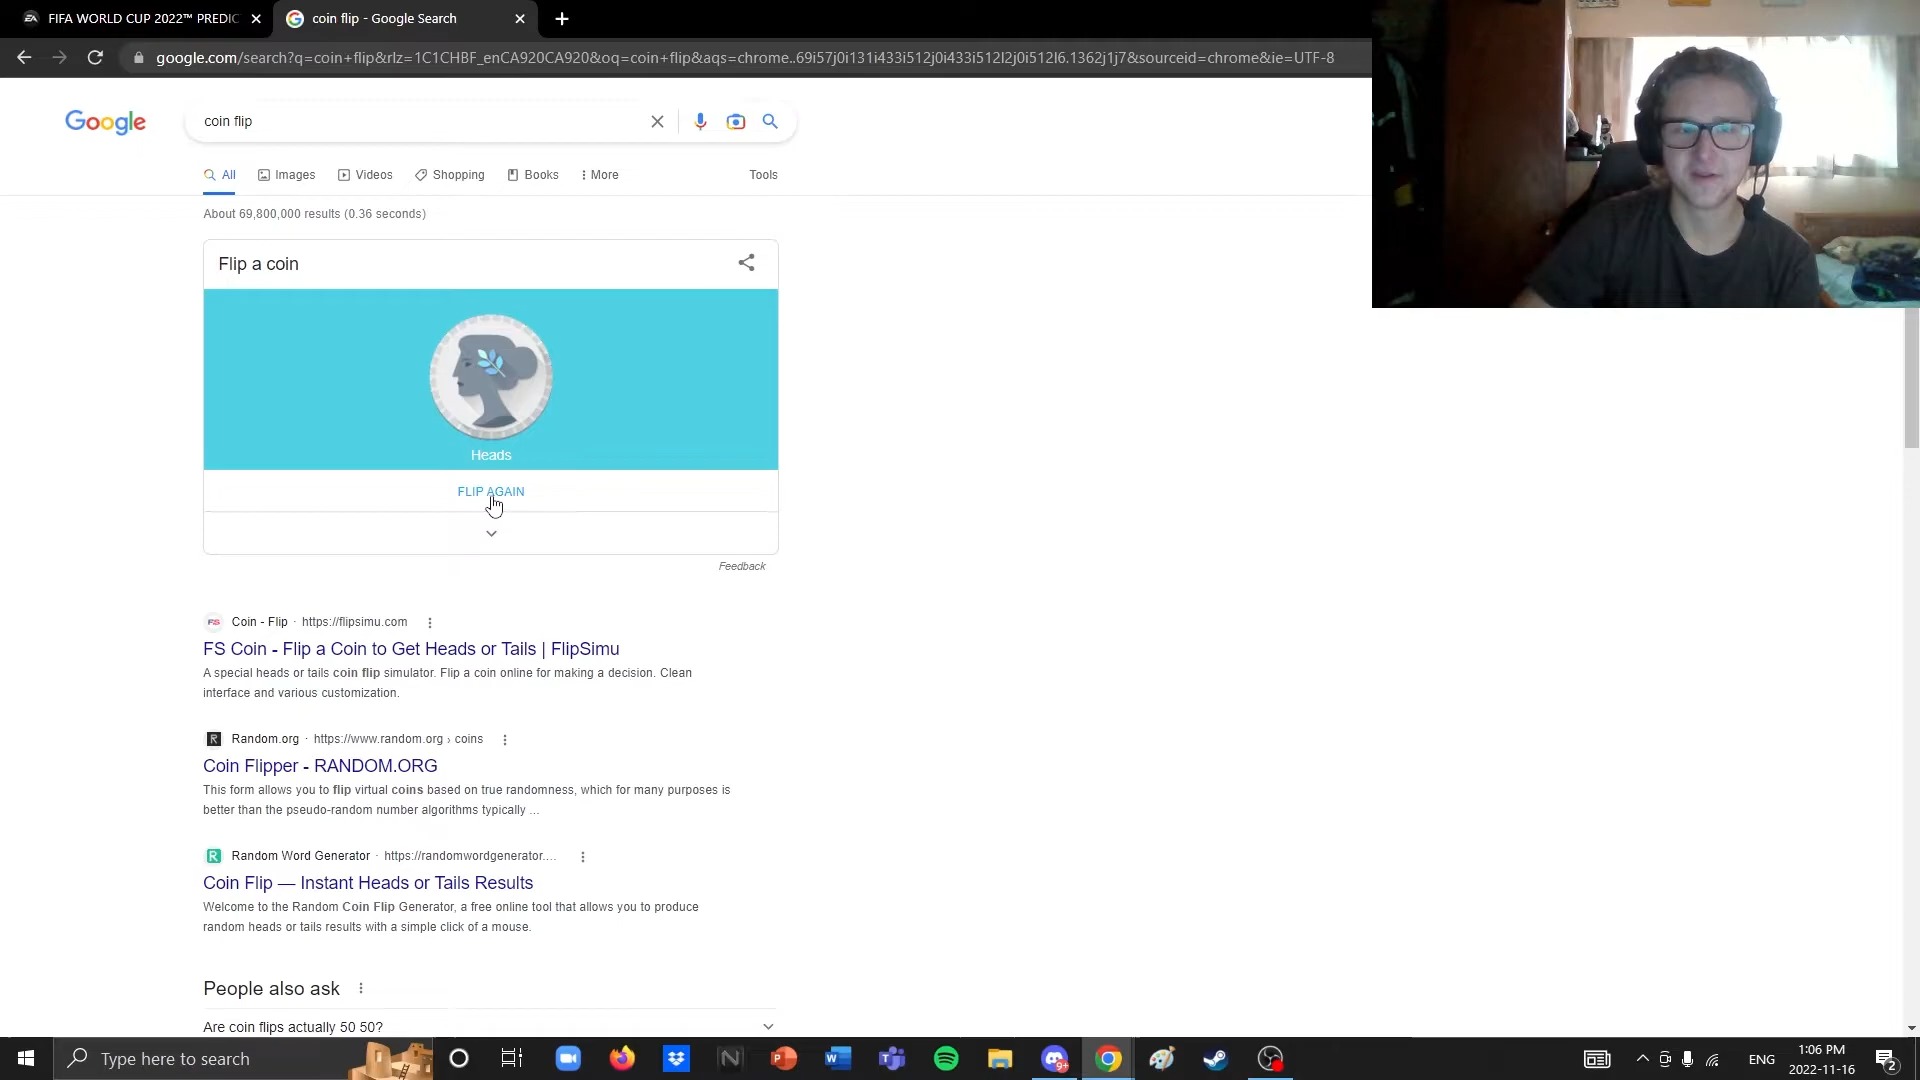 FIFA WORLD CUP 2022™ PREDIC
coin flip - Google Search
google.com/search?q=coin+flip&rlz=1C1CHBF_enCA920CA920&oq=coin+flip&aqs=chrome..69i57j0i131i433i512j0i433i512l2j0i512l6.1362j1j7&sourceid=chrome&ie=UTF-8
Google
coin flip
All
Images
Videos
Shopping
Books
More
Tools
About 69,800,000 results (0.36 seconds)
Flip a coin
Heads
FLIP AGAIN
Feedback
FS
Coin - Flip · https://flipsimu.com
FS Coin - Flip a Coin to Get Heads or Tails | FlipSimu
A special heads or tails coin flip simulator. Flip a coin online for making a decision. Clean
interface and various customization.
R
Random.org · https://www.random.org › coins
Coin Flipper - RANDOM.ORG
This form allows you to flip virtual coins based on true randomness, which for many purposes is
better than the pseudo-random number algorithms typically ...
R
Random Word Generator · https://randomwordgenerator....
Coin Flip — Instant Heads or Tails Results
Welcome to the Random Coin Flip Generator, a free online tool that allows you to produce
random heads or tails results with a simple click of a mouse.
People also ask
Are coin flips actually 50 50?
Type here to search
ENG
1:06 PM
2022-11-16
2